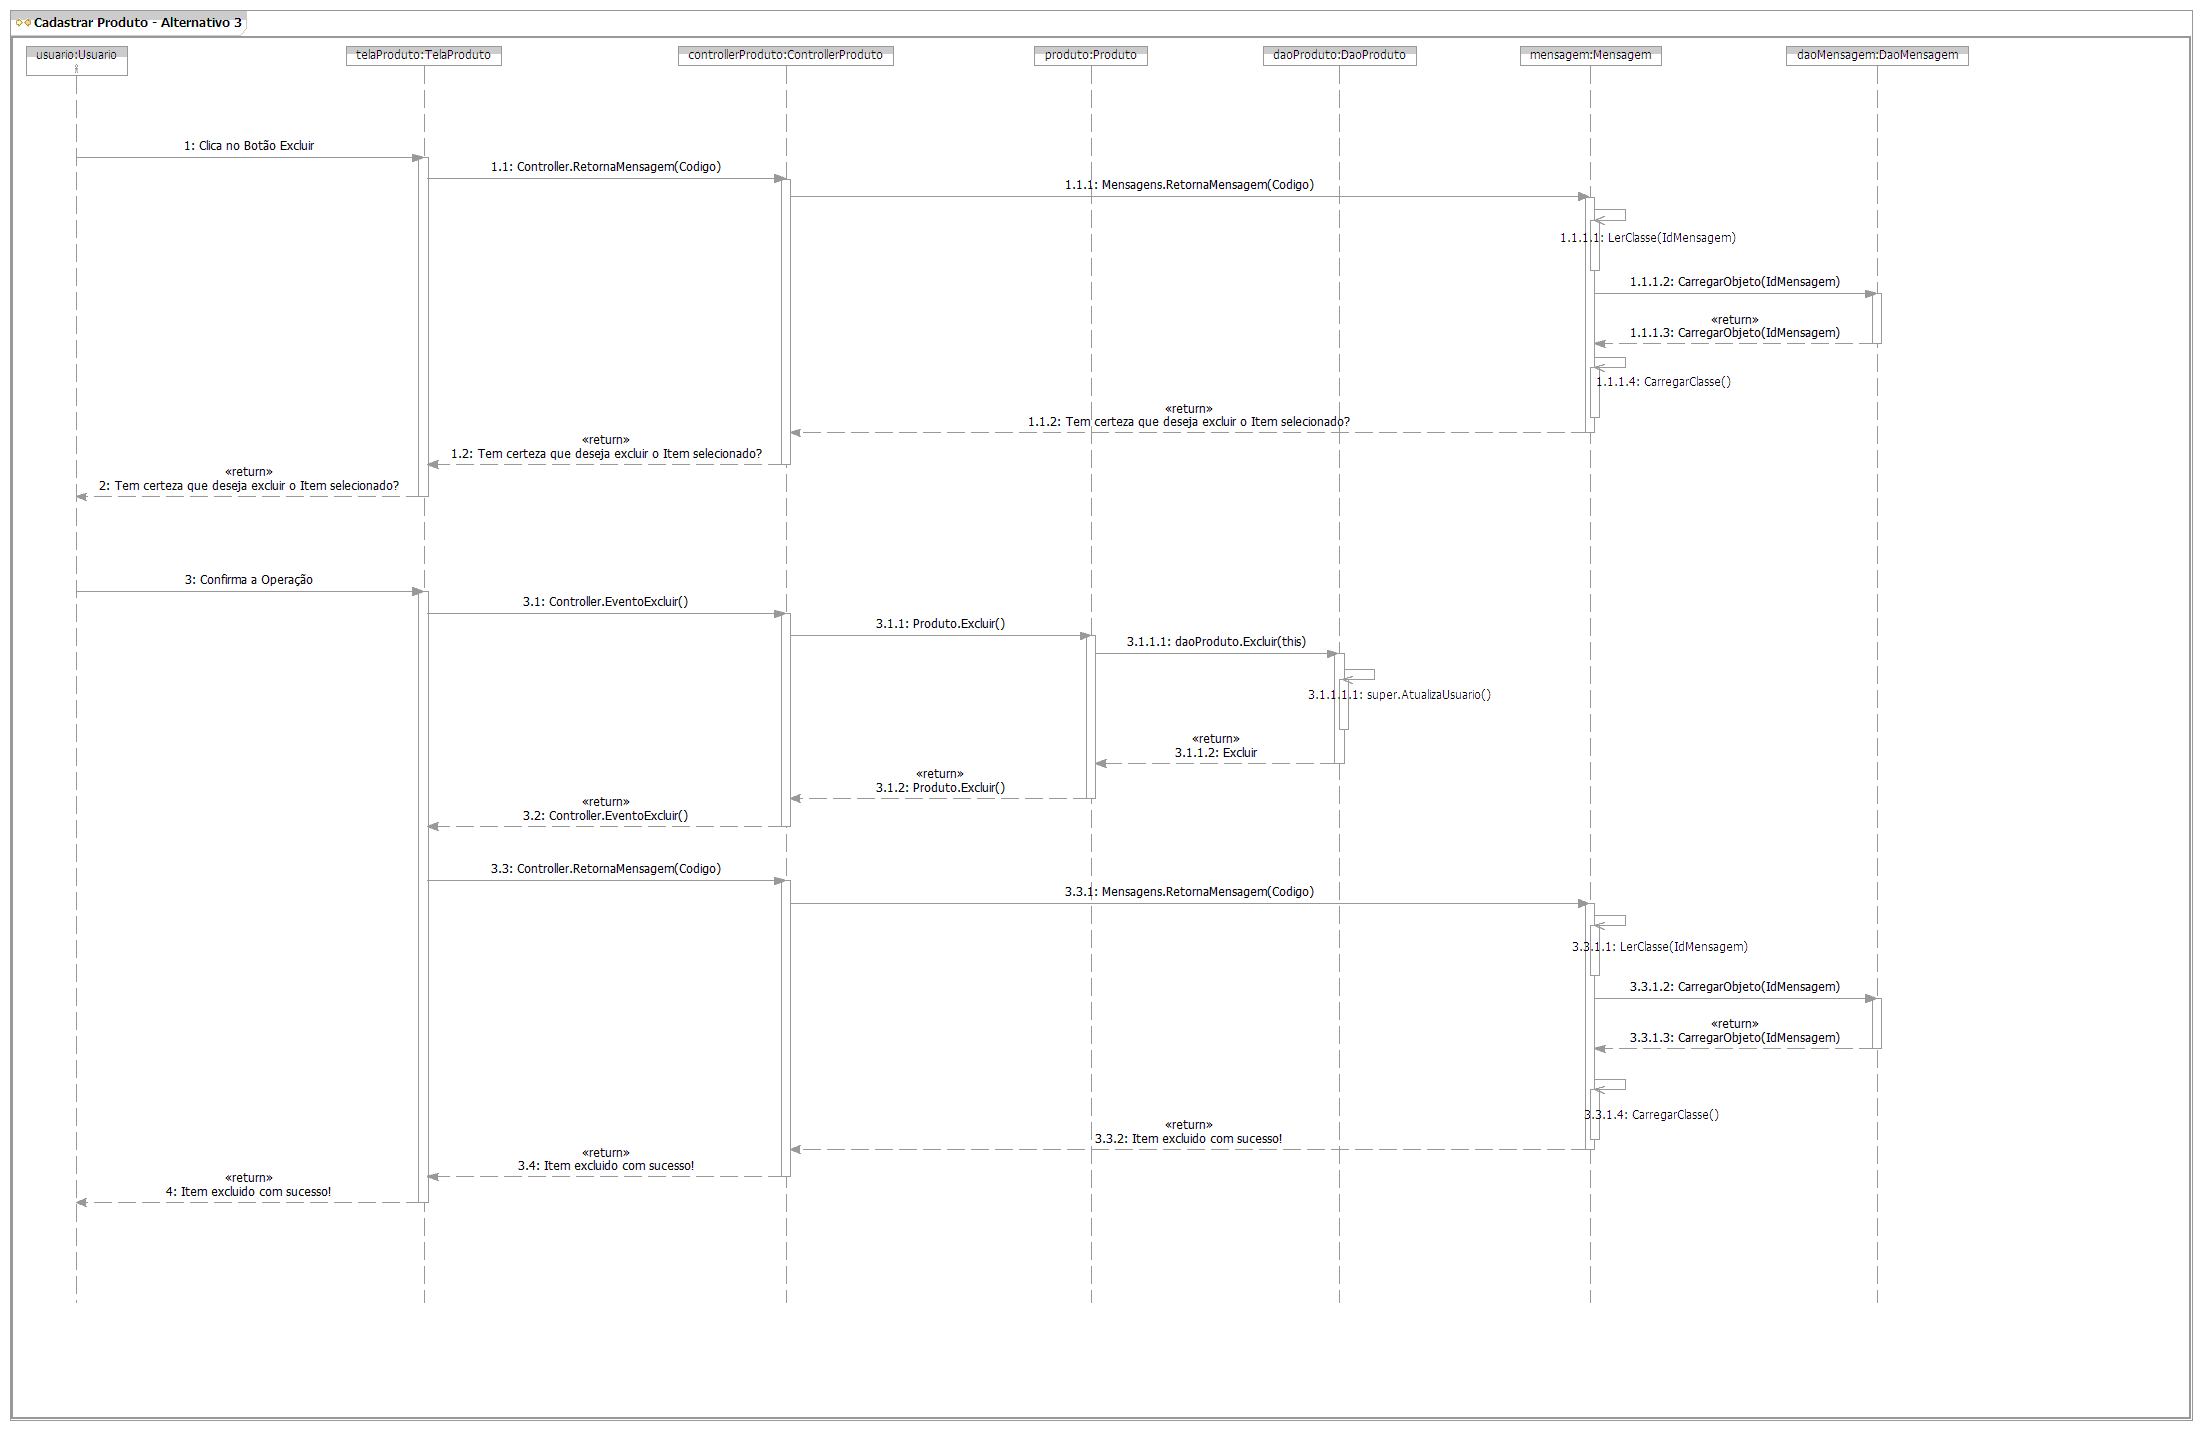 Cadastrar Produto - Alternativo 3
usuario:Usuario
telaProduto:TelaProduto
controllerProduto:ControllerProduto
produto:Produto
daoProduto:DaoProduto
mensagem:Mensagem
daoMensagem:DaoMensagem
1: Clica no Botão Excluir
1.1: Controller.RetornaMensagem(Codigo)
1.1.1: Mensagens.RetornaMensagem(Codigo)
1.1.1.1: LerClasse(IdMensagem)
1.1.1.2: CarregarObjeto(IdMensagem)
«return»
1.1.1.3: CarregarObjeto(IdMensagem)
1.1.1.4: CarregarClasse()
«return»
1.1.2: Tem certeza que deseja excluir o Item selecionado?
«return»
1.2: Tem certeza que deseja excluir o Item selecionado?
«return»
2: Tem certeza que deseja excluir o Item selecionado?
3: Confirma a Operação
3.1: Controller.EventoExcluir()
3.1.1: Produto.Excluir()
3.1.1.1: daoProduto.Excluir(this)
3.1.1.1.1: super.AtualizaUsuario()
«return»
3.1.1.2: Excluir
«return»
3.1.2: Produto.Excluir()
«return»
3.2: Controller.EventoExcluir()
3.3: Controller.RetornaMensagem(Codigo)
3.3.1: Mensagens.RetornaMensagem(Codigo)
3.3.1.1: LerClasse(IdMensagem)
3.3.1.2: CarregarObjeto(IdMensagem)
«return»
3.3.1.3: CarregarObjeto(IdMensagem)
3.3.1.4: CarregarClasse()
«return»
3.3.2: Item excluido com sucesso!
«return»
3.4: Item excluido com sucesso!
«return»
4: Item excluido com sucesso!